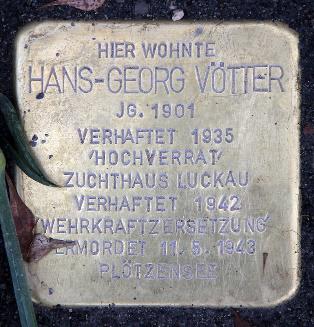 HIER WOHNTE
HANS-GEORG VÖTTER
JG. 1901
VERHAFTET 1935
'HOCHVERRAT'
ZUCHTHAUS LUCKAU
VERHAFTET 1942
'WEHRKRAFTZERSETZUNG'
ERMORDET 11.5.1943
PLÖTZENSEE